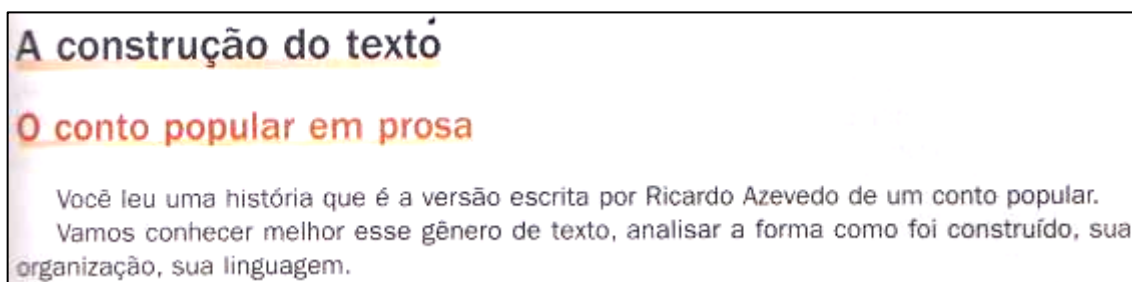 A construção do texto
O conto popular em prosa
Você leu uma história que é a versão escrita por Ricardo Azevedo de um conto popular.
Vamos conhecer melhor esse gênero de texto, analisar a forma como foi construído, sua
organização, sua linguagem.